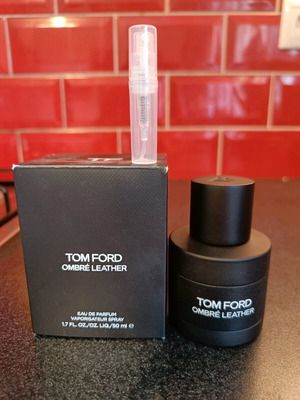 TOM FORD
OMBRÉ LEATHER
EAU DE PARFUM
VAPORISATEUR SPRAY
1.7 FL.OZ./OZ. LIQ/50 ml ℮
TOM FORD
OMBRÉ LEATHER